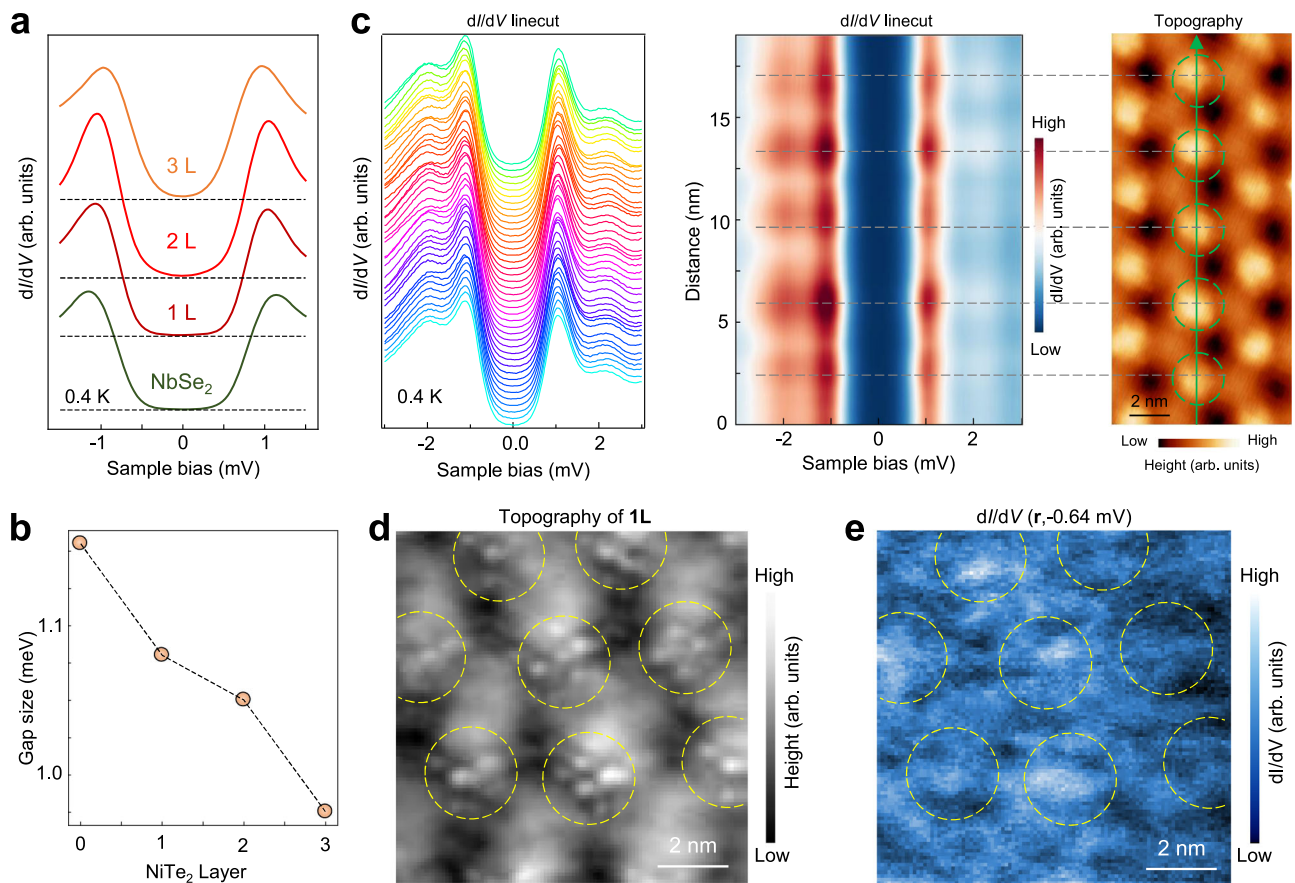 a
dI/dV (arb. units)
3 L
2 L
1 L
NbSe₂
0.4 K
-1
0
1
Sample bias (mV)
c
dI/dV linecut
dI/dV (arb. units)
0.4 K
-2
0.0
2
Sample bias (mV)
dI/dV linecut
Distance (nm)
15
10
5
0
-2
0
2
Sample bias (mV)
High
dI/dV (arb. units)
Low
Topography
2 nm
Low
High
Height (arb. units)
b
Gap size (meV)
1.1
1.0
0
1
2
3
NiTe₂ Layer
d
Topography of 1L
2 nm
High
Height (arb. units)
Low
e
dI/dV (r,-0.64 mV)
2 nm
High
dI/dV (arb. units)
Low